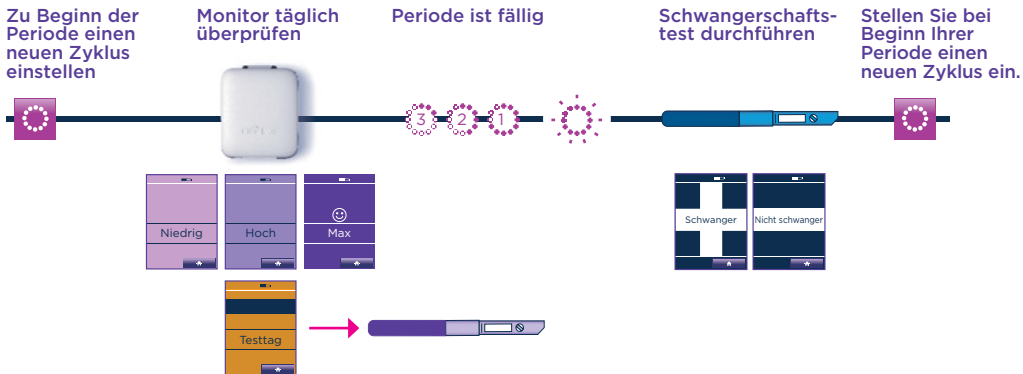 Zu Beginn der
Periode einen
neuen Zyklus
einstellen
Monitor täglich
überprüfen
Periode ist fällig
Schwangerschafts-
test durchführen
Stellen Sie bei
Beginn Ihrer
Periode einen
neuen Zyklus ein.
3 2 1
Niedrig
Hoch
Max
Schwanger
Nicht schwanger
Testtag